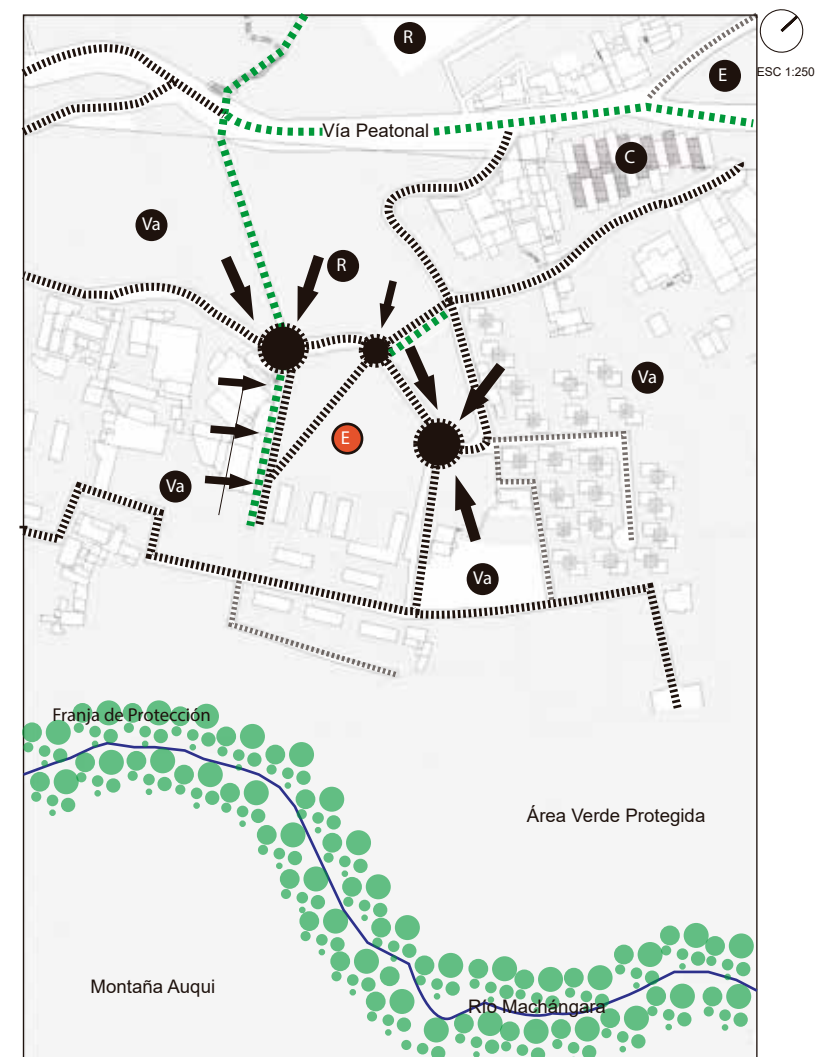 R
E
ESC 1:250
Vía Peatonal
C
Va
R
Va
E
Va
Va
Franja de Protección
Área Verde Protegida
Montaña Auqui
Río Machángara